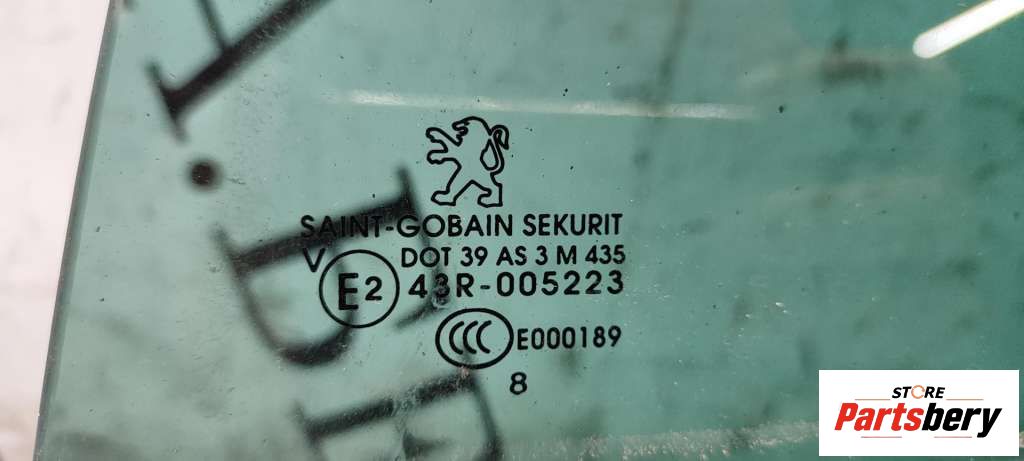 SAINT-GOBAIN SEKURIT
V DOT 39 AS 3 M 435
E2 43R-005223
CCC E000189
8
STORE
Partsbery